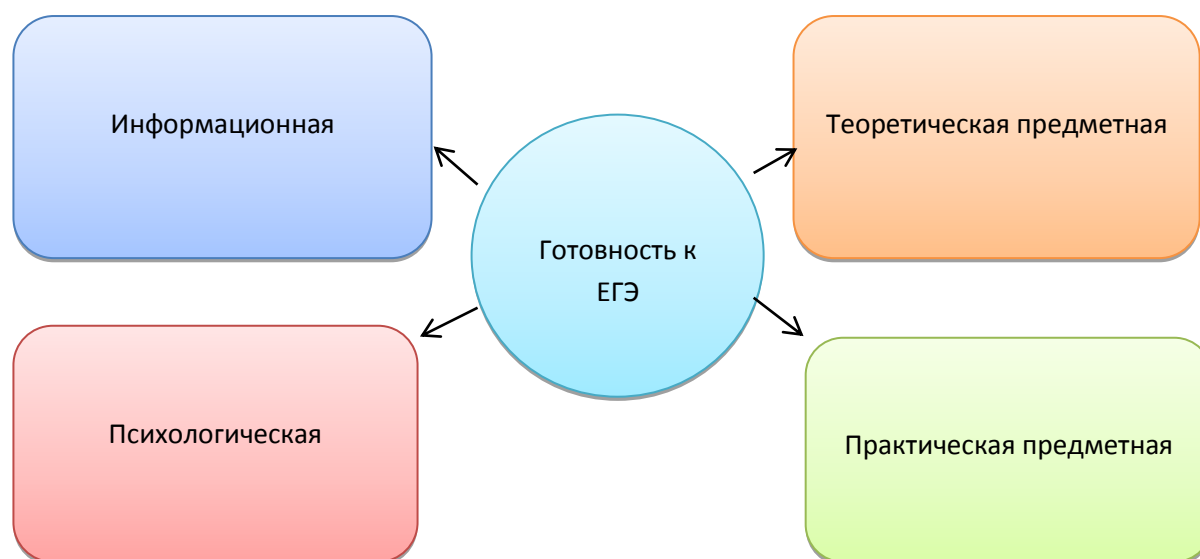 Информационная
Теоретическая предметная
Готовность к
ЕГЭ
Психологическая
Практическая предметная